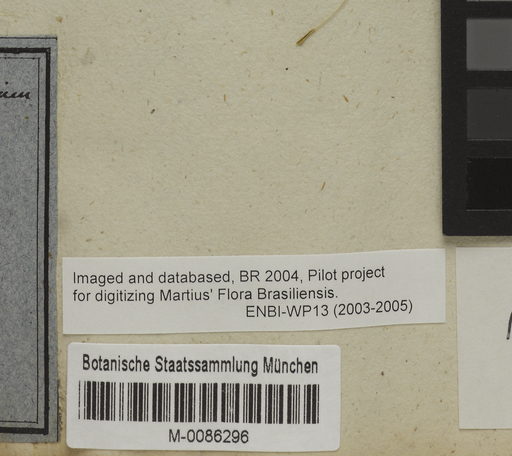 Imaged and databased, BR 2004, Pilot project
for digitizing Martius' Flora Brasiliensis.
ENBI-WP13 (2003-2005)
Botanische Staatssammlung München
M-0086296